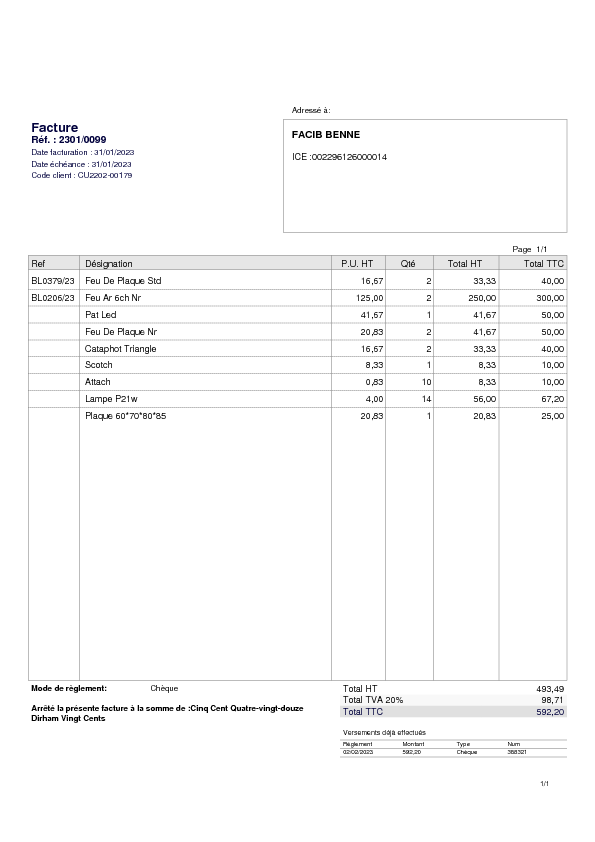 Adressé à:
Facture
Réf. : 2301/0099
Date facturation : 31/01/2023
Date échéance : 31/01/2023
Code client : CU2202-00179
FACIB BENNE
ICE :002296126000014
Page 1/1
Ref Désignation P.U. HT Qté Total HT Total TTC
BL0379/23 Feu De Plaque Std 16,67 2 33,33 40,00
BL0206/23 Feu Ar 6ch Nr 125,00 2 250,00 300,00
Pat Led 41,67 1 41,67 50,00
Feu De Plaque Nr 20,83 2 41,67 50,00
Cataphot Triangle 16,67 2 33,33 40,00
Scotch 8,33 1 8,33 10,00
Attach 0,83 10 8,33 10,00
Lampe P21w 4,00 14 56,00 67,20
Plaque 60*70*80*85 20,83 1 20,83 25,00
Mode de règlement: Chèque
Arrêté la présente facture à la somme de :Cinq Cent Quatre-vingt-douze
Dirham Vingt Cents
Total HT 493,49
Total TVA 20% 98,71
Total TTC 592,20
Versements déjà effectués
Règlement Montant Type Num
02/02/2023 592,20 Chèque 388321
1/1